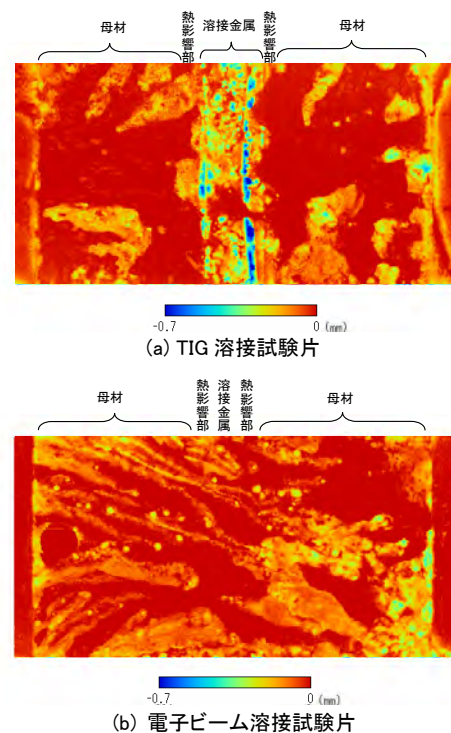 母材
熱影響部
溶接金属
熱影響部
母材
-0.7
0 (mm)
(a) TIG 溶接試験片
母材
熱影響部
溶接金属
熱影響部
母材
-0.7
0 (mm)
(b) 電子ビーム溶接試験片